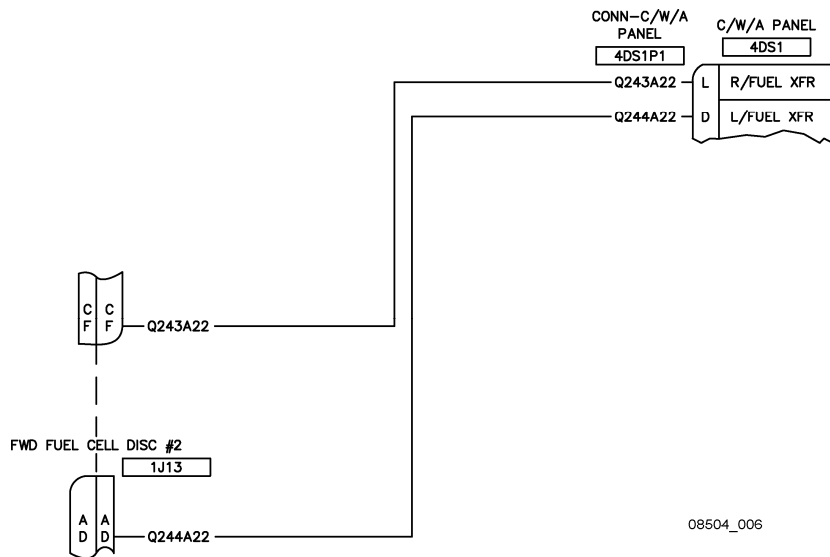 CONN-C/W/A
PANEL
4DS1P1
C/W/A PANEL
4DS1
Q243A22
L
R/FUEL XFR
Q244A22
D
L/FUEL XFR
C
F
C
F
Q243A22
FWD FUEL CELL DISC #2
1J13
A
D
A
D
Q244A22
08504_006